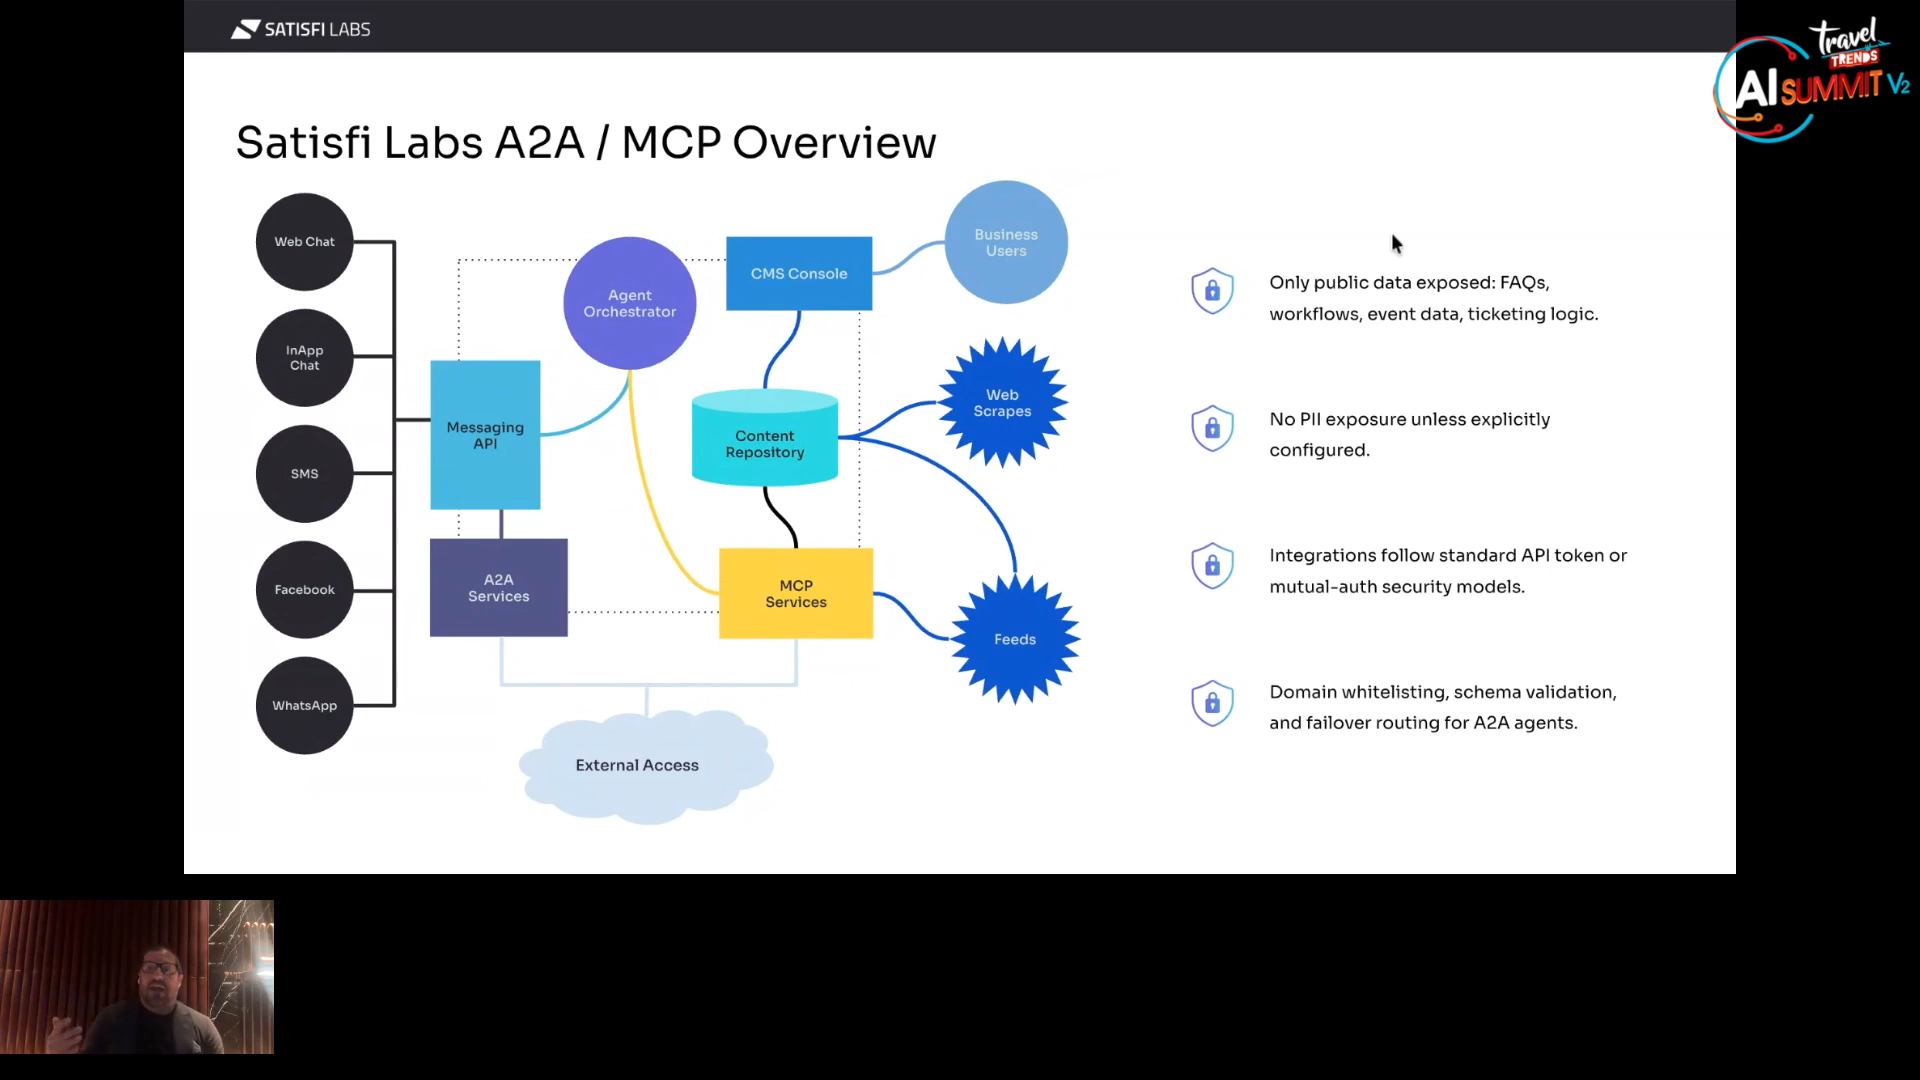 SATISFI LABS
travel
TRENDS
AI SUMMIT V2
Satisfi Labs A2A / MCP Overview
Web Chat
InApp
Chat
SMS
Facebook
WhatsApp
Messaging
API
A2A
Services
Agent
Orchestrator
CMS Console
Business
Users
Content
Repository
Web
Scrapes
MCP
Services
Feeds
External Access
Only public data exposed: FAQs,
workflows, event data, ticketing logic.
No PII exposure unless explicitly
configured.
Integrations follow standard API token or
mutual-auth security models.
Domain whitelisting, schema validation,
and failover routing for A2A agents.